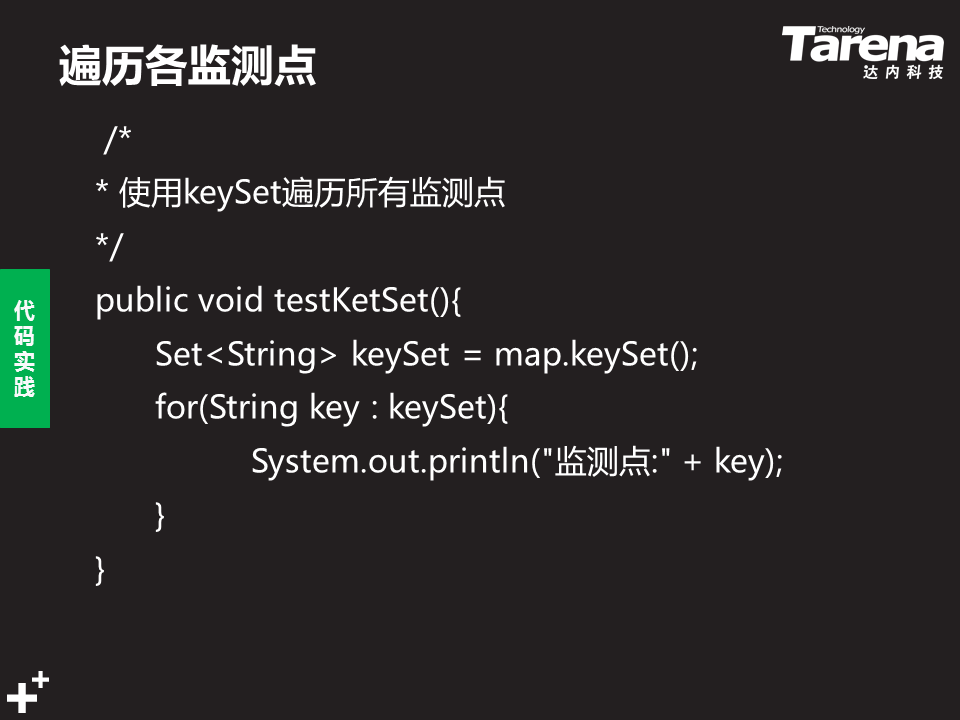 遍历各监测点
Technology
Tarena
达内科技
/*
* 使用keySet遍历所有监测点
*/
代码实践
public void testKetSet(){
Set<String> keySet = map.keySet();
for(String key : keySet){
System.out.println("监测点:" + key);
}
}